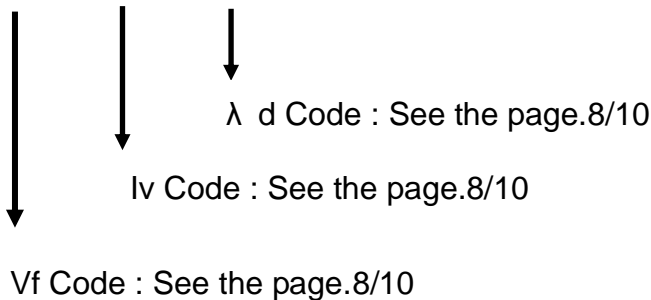 λ d Code : See the page.8/10
Iv Code : See the page.8/10
Vf Code : See the page.8/10